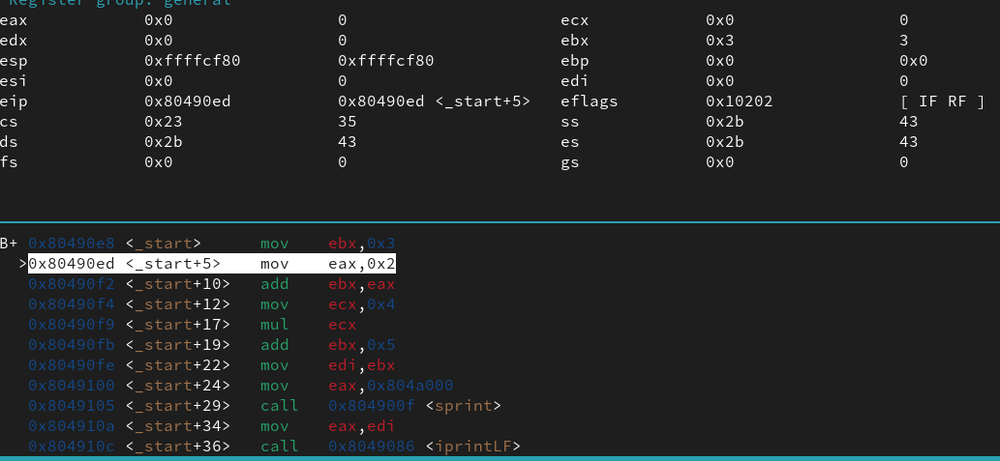 Register group: general
eax 0x0 0 ecx 0x0 0
edx 0x0 0 ebx 0x3 3
esp 0xffffcf80 0xffffcf80 ebp 0x0 0x0
esi 0x0 0 edi 0x0 0
eip 0x80490ed 0x80490ed <_start+5> eflags 0x10202 [ IF RF ]
cs 0x23 35 ss 0x2b 43
ds 0x2b 43 es 0x2b 43
fs 0x0 0 gs 0x0 0
B+ 0x80490e8 <_start> mov ebx,0x3
>0x80490ed <_start+5> mov eax,0x2
0x80490f2 <_start+10> add ebx,eax
0x80490f4 <_start+12> mov ecx,0x4
0x80490f9 <_start+17> mul ecx
0x80490fb <_start+19> add ebx,0x5
0x80490fe <_start+22> mov edi,ebx
0x8049100 <_start+24> mov eax,0x804a000
0x8049105 <_start+29> call 0x804900f <sprint>
0x804910a <_start+34> mov eax,edi
0x804910c <_start+36> call 0x8049086 <iprintLF>